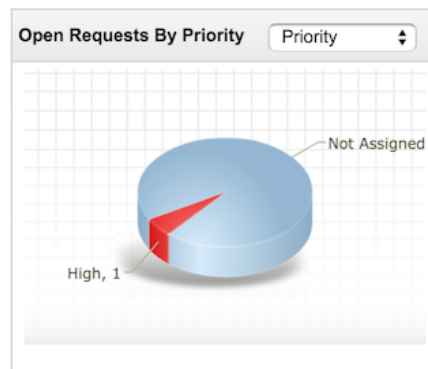 Open Requests By Priority
Priority
Not Assigned
High, 1